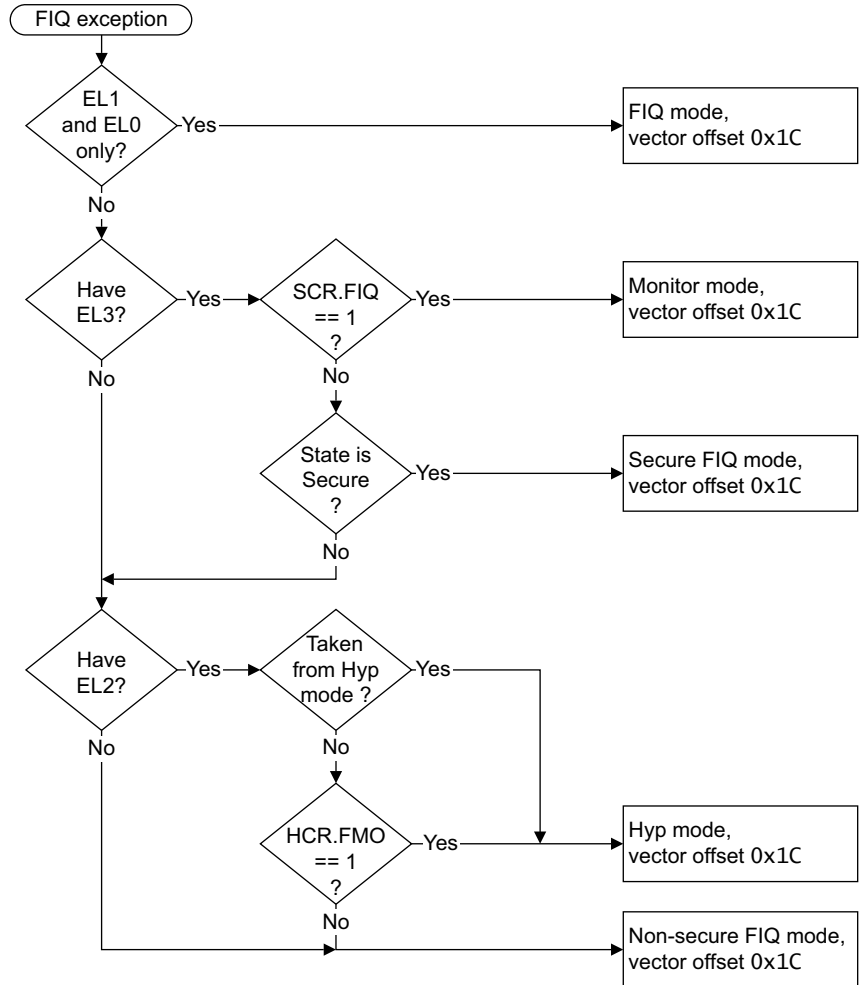 FIQ exception
EL1
and EL0
only?
Yes
FIQ mode,
vector offset 0x1C
No
Have
EL3?
Yes
SCR.FIQ
== 1
?
Yes
Monitor mode,
vector offset 0x1C
No
No
State is
Secure
?
Yes
Secure FIQ mode,
vector offset 0x1C
No
Have
EL2?
Yes
Taken
from Hyp
mode ?
Yes
No
No
HCR.FMO
== 1
?
Yes
Hyp mode,
vector offset 0x1C
No
Non-secure FIQ mode,
vector offset 0x1C